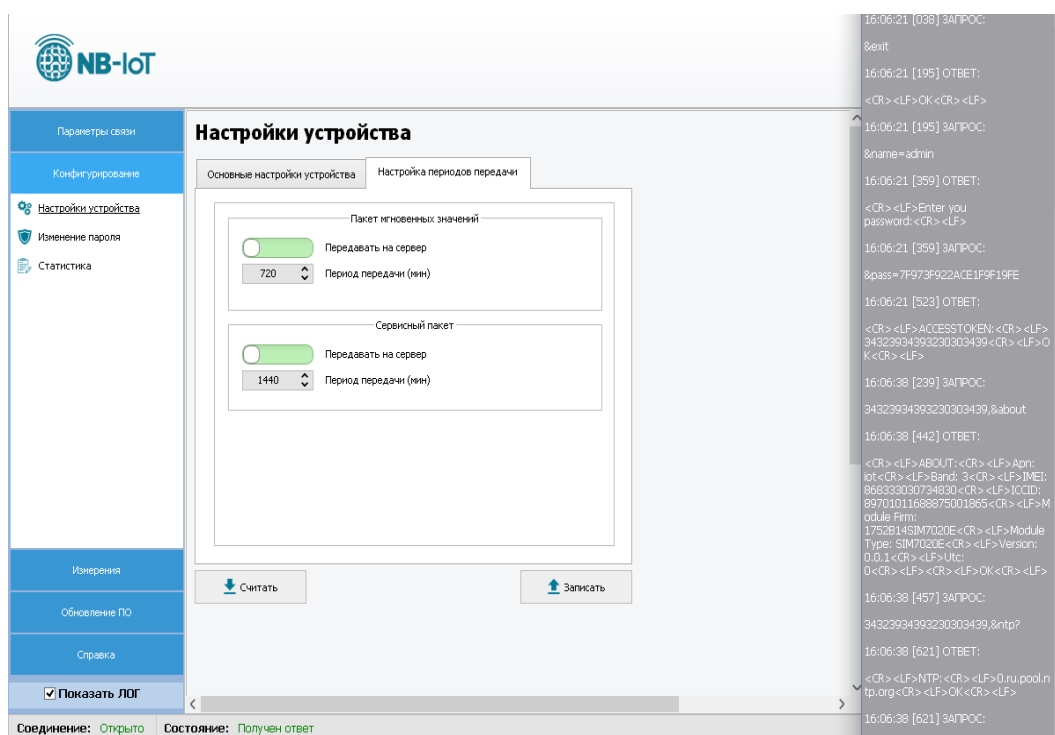 NB-IoT
Параметры связи
Конфигурирование
Настройки устройства
Изменение пароля
Статистика
Измерения
Обновление ПО
Справка
Показать ЛОГ
Настройки устройства
Основные настройки устройства
Настройка периодов передачи
Пакет мгновенных значений
Передавать на сервер
720
Период передачи (мин)
Сервисный пакет
Передавать на сервер
1440
Период передачи (мин)
Считать
Записать
Соединение: Открыто
Состояние: Получен ответ
16:06:21 [038] ЗАПРОС:
&exit
16:06:21 [195] ОТВЕТ:
<CR><LF>OK<CR><LF>
16:06:21 [195] ЗАПРОС:
&name=admin
16:06:21 [359] ОТВЕТ:
<CR><LF>Enter you
password:<CR><LF>
16:06:21 [359] ЗАПРОС:
&pass=7F973F922ACE1F9F19FE
16:06:21 [523] ОТВЕТ:
<CR><LF>ACCESSTOKEN:<CR><LF>
34323934393230303439<CR><LF>O
K<CR><LF>
16:06:38 [239] ЗАПРОС:
34323934393230303439,&about
16:06:38 [442] ОТВЕТ:
<CR><LF>ABOUT:<CR><LF>Apn:
iot<CR><LF>Band: 3<CR><LF>IMEI:
868333030734830<CR><LF>ICCID:
89701011688875001865<CR><LF>M
odule Firm:
1752B14SIM7020E<CR><LF>Module
Type: SIM7020E<CR><LF>Version:
0.0.1<CR><LF>Utc:
0<CR><LF><CR><LF>OK<CR><LF>
16:06:38 [457] ЗАПРОС:
34323934393230303439,&ntp?
16:06:38 [621] ОТВЕТ:
<CR><LF>NTP:<CR><LF>0.ru.pool.n
tp.org<CR><LF>OK<CR><LF>
16:06:38 [621] ЗАПРОС: